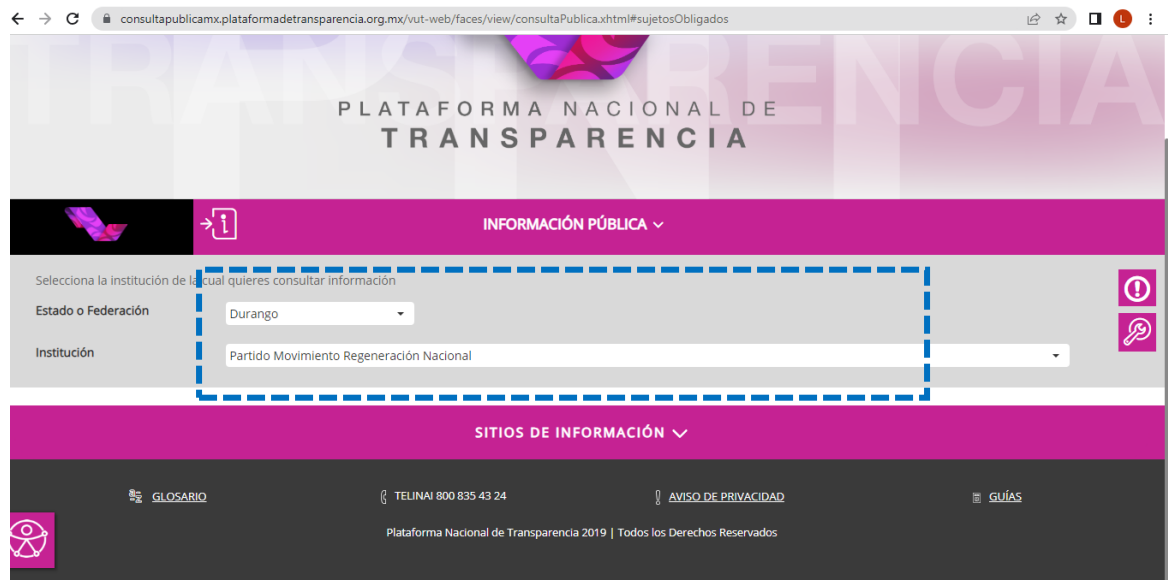 consultapublicamx.plataformadetransparencia.org.mx/vut-web/faces/view/consultaPublica.xhtml#sujetosObligados
L
TRANSPARENCIA
PLATAFORMA NACIONAL DE
TRANSPARENCIA
INFORMACIÓN PÚBLICA
Selecciona la institución de la cual quieres consultar información
Estado o Federación
Durango
Institución
Partido Movimiento Regeneración Nacional
SITIOS DE INFORMACIÓN
GLOSARIO
TELINAI 800 835 43 24
AVISO DE PRIVACIDAD
GUÍAS
Plataforma Nacional de Transparencia 2019 | Todos los Derechos Reservados